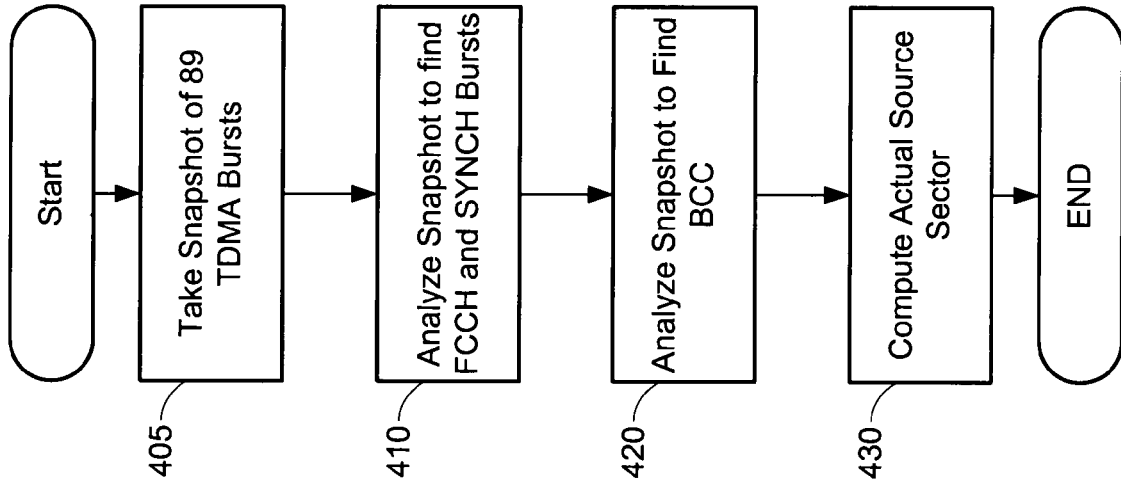 Start
405
Take Snapshot of 89
TDMA Bursts
410
Analyze Snapshot to find
FCCH and SYNCH Bursts
420
Analyze Snapshot to Find
BCC
430
Compute Actual Source
Sector
END